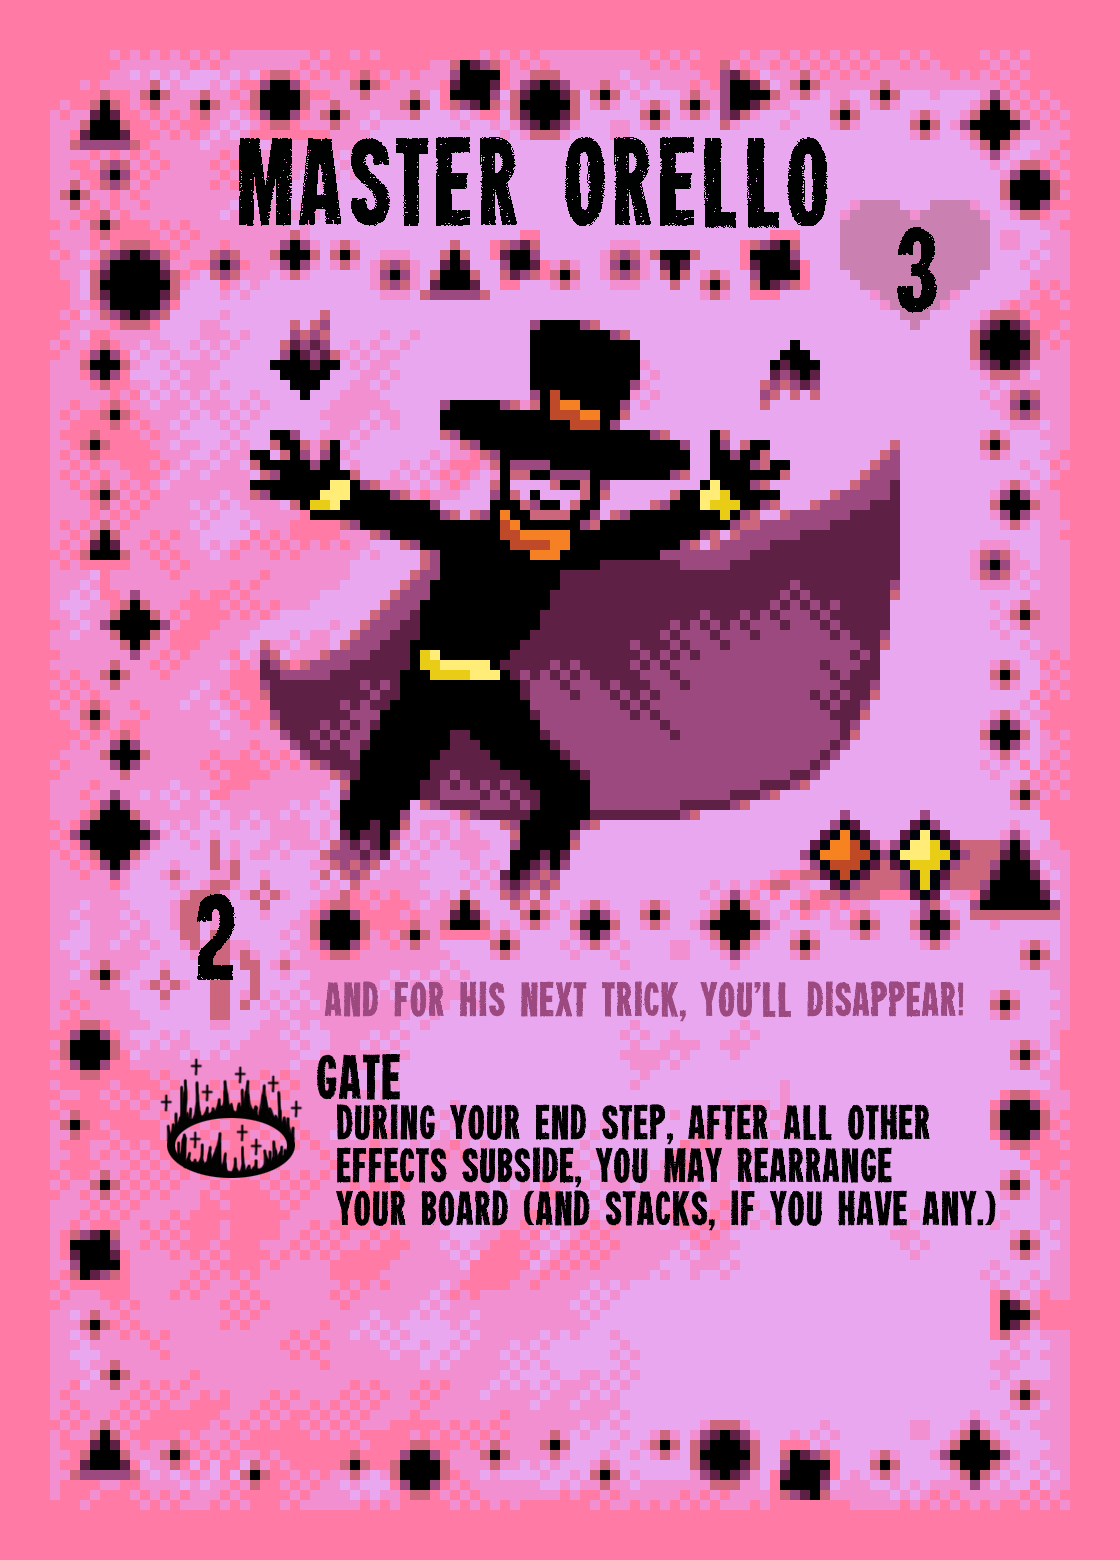 MASTER ORELLO
3
2
AND FOR HIS NEXT TRICK, YOU'LL DISAPPEAR!
GATE
DURING YOUR END STEP, AFTER ALL OTHER
EFFECTS SUBSIDE, YOU MAY REARRANGE
YOUR BOARD (AND STACKS, IF YOU HAVE ANY.)